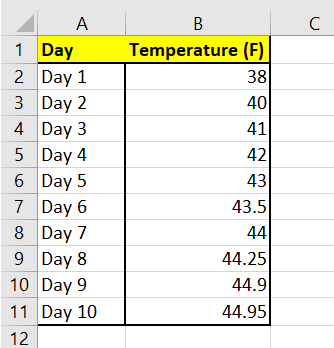 A B C
1 Day Temperature (F)
2 Day 1 38
3 Day 2 40
4 Day 3 41
5 Day 4 42
6 Day 5 43
7 Day 6 43.5
8 Day 7 44
9 Day 8 44.25
10 Day 9 44.9
11 Day 10 44.95
12